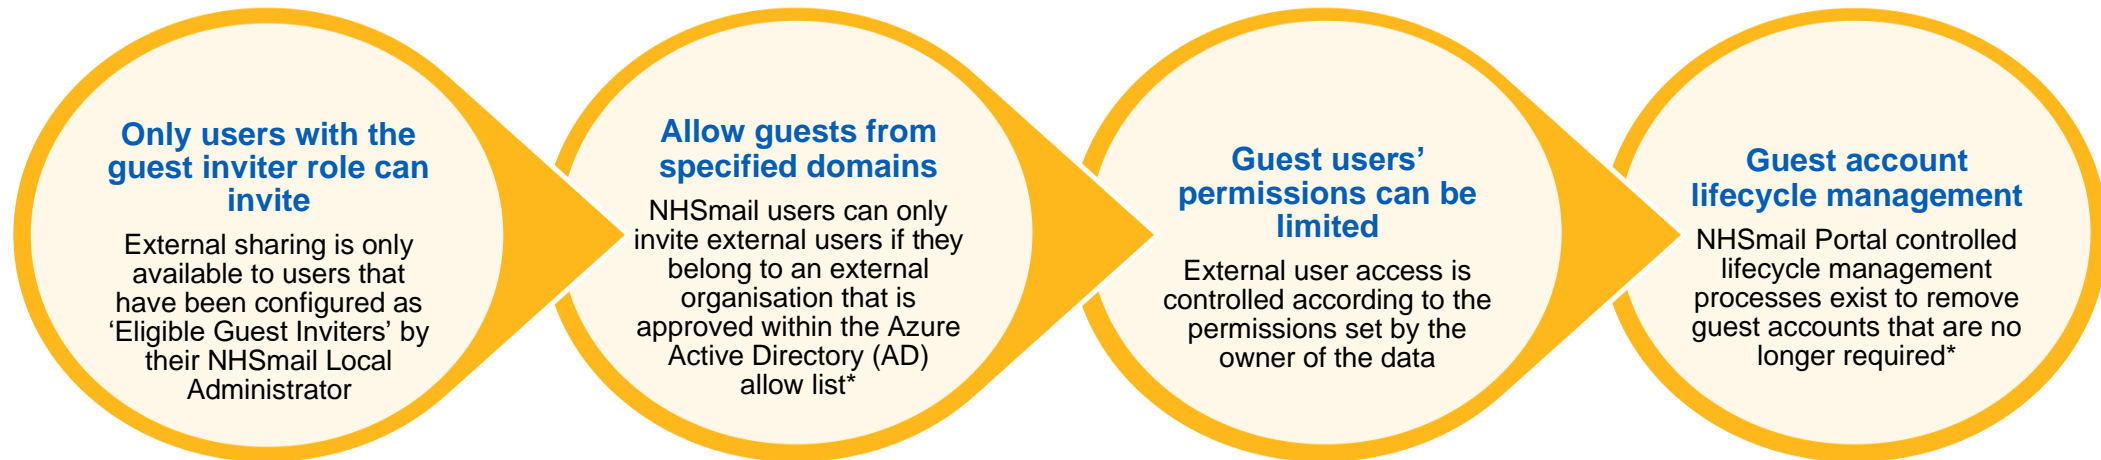 Only users with the
guest inviter role can
invite
External sharing is only
available to users that
have been configured as
‘Eligible Guest Inviters’ by
their NHSmail Local
Administrator
Allow guests from
specified domains
NHSmail users can only
invite external users if they
belong to an external
organisation that is
approved within the Azure
Active Directory (AD)
allow list*
Guest users’
permissions can be
limited
External user access is
controlled according to the
permissions set by the
owner of the data
Guest account
lifecycle management
NHSmail Portal controlled
lifecycle management
processes exist to remove
guest accounts that are no
longer required*